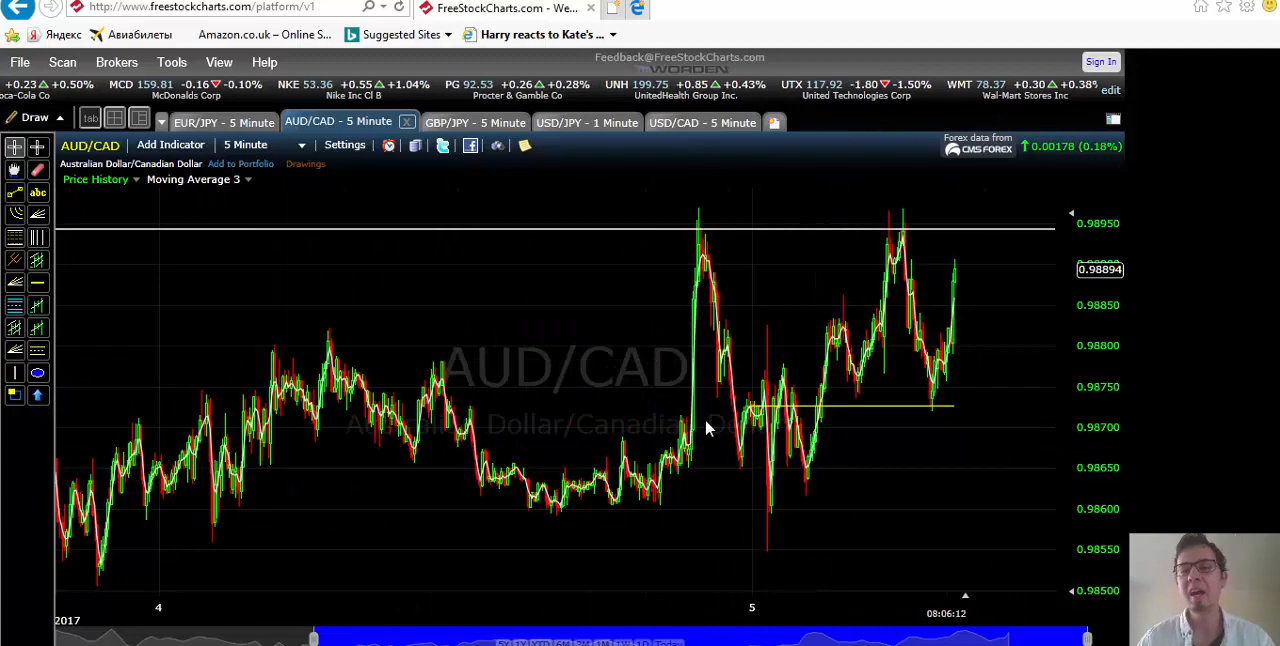 http://www.freestockcharts.com/platform/v1
FreeStockCharts.com - We...
Яндекс Авиабилеты Amazon.co.uk – Online S... Suggested Sites Harry reacts to Kate's...
Feedback@FreeStockCharts.com
File Scan Brokers Tools View Help
WORDEN
Sign In
+0.23 +0.50% MCD 159.81 -0.16 -0.10% NKE 53.36 +0.55 +1.04% PG 92.53 +0.26 +0.28% UNH 199.75 +0.85 +0.43% UTX 117.92 -1.80 -1.50% WMT 78.37 +0.30 +0.38% edit
oca-Cola Co McDonalds Corp Nike Inc Cl B Procter & Gamble Co UnitedHealth Group, Inc. United Technologies Corp Wal-Mart Stores Inc
Draw tab EUR/JPY - 5 Minute AUD/CAD - 5 Minute GBP/JPY - 5 Minute USD/JPY - 1 Minute USD/CAD - 5 Minute
AUD/CAD Add Indicator 5 Minute Settings
Forex data from
CMS FOREX
0.00178 (0.18%)
Australian Dollar/Canadian Dollar Add to Portfolio Drawings
Price History Moving Average 3
abc
0.98950
0.98894
0.98850
0.98800
AUD/CAD
0.98750
Dollar/Canadian
0.98700
0.98650
0.98600
0.98550
0.98500
4 5
08:06:12
2017